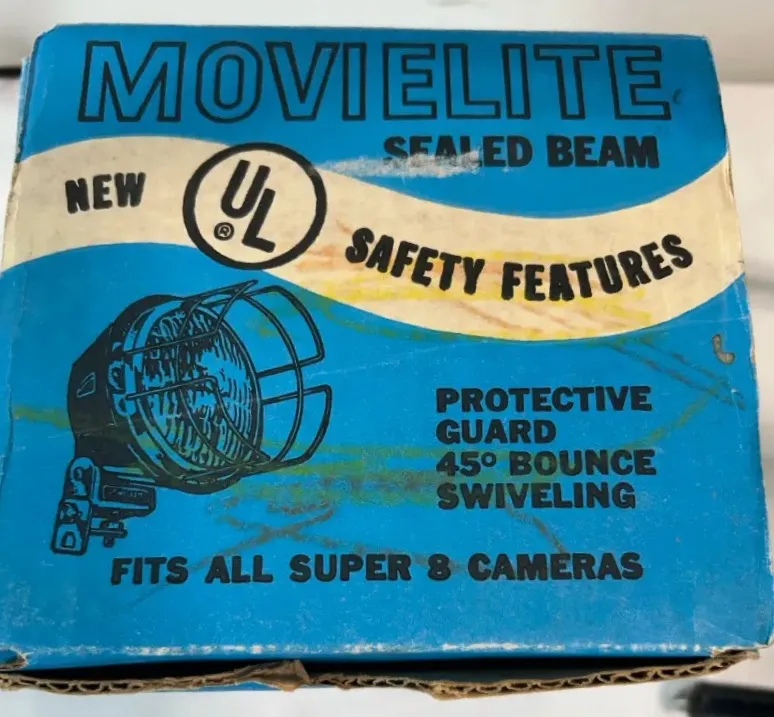 MOVIELITE
SEALED BEAM
NEW
UL
®
SAFETY FEATURES
PROTECTIVE
GUARD
45° BOUNCE
SWIVELING
FITS ALL SUPER 8 CAMERAS